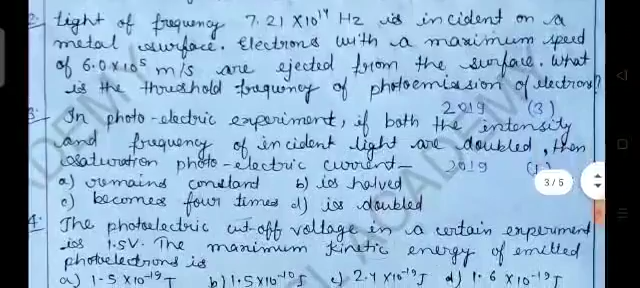 2. Light of frequency 7.21 X 10¹⁴ Hz is incident on a
metal surface. Electrons with a maximum speed
of 6.0 X 10⁵ m/s are ejected from the surface. What
is the threshold frequency of photoemission of electron?
2019 (3)
3. In photo-electric experiment, if both the intensity
and frequency of incident light are doubled, then
saturation photo-electric current— 2019 (1)
a) remains constant b) is halved
c) becomes four times d) is doubled
3/5
4. The photoelectric cut-off voltage in a certain experiment
is 1.5V. The maximum kinetic energy of emitted
photoelectrons is
a) 1.5 X 10⁻¹⁹ J b) 1.5 X 10⁻¹⁰ J c) 2.4 X 10⁻¹⁹ J d) 1.6 X 10⁻¹⁹ J
ACADEMY